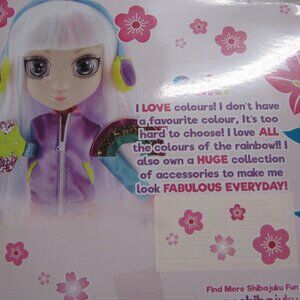 I LOVE colours! I don't have
a favourite colour, It's too
hard to choose! I love ALL
the colours of the rainbow!! I
also own a HUGE collection
of accessories to make me
look FABULOUS EVERYDAY!
Find More Shibajuku Fun